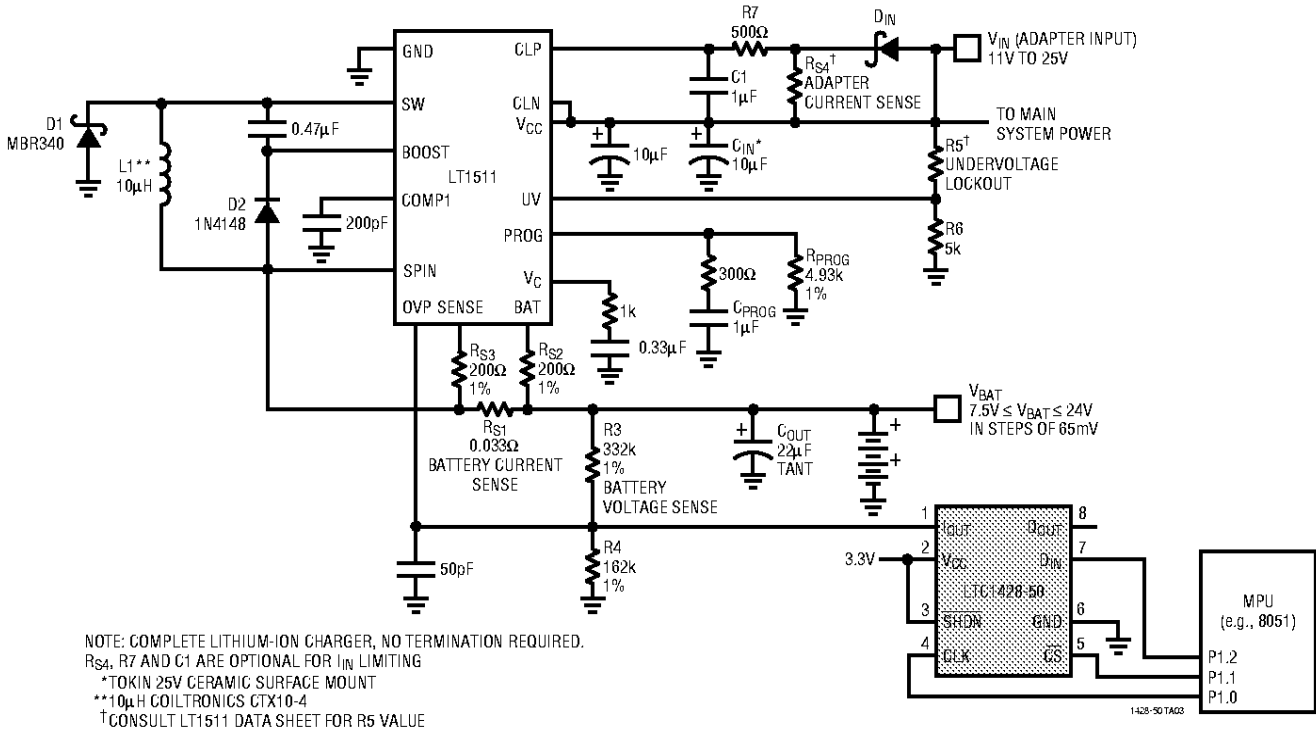 R7
500Ω
DIN
VIN (ADAPTER INPUT)
11V TO 25V
GND
CLP
RS4†
ADAPTER
CURRENT SENSE
C1
1µF
SW
CLN
VCC
TO MAIN
SYSTEM POWER
D1
MBR340
0.47µF
L1**
10µH
BOOST
LT1511
+
10µF
+
CIN*
10µF
R5†
UNDERVOLTAGE
LOCKOUT
D2
1N4148
COMP1
200pF
UV
R6
5k
PROG
300Ω
RPROG
4.93k
1%
SPIN
VC
1k
CPROG
1µF
OVP SENSE
BAT
0.33µF
RS3
200Ω
1%
RS2
200Ω
1%
VBAT
7.5V ≤ VBAT ≤ 24V
IN STEPS OF 65mV
RS1
0.033Ω
BATTERY CURRENT
SENSE
R3
332k
1%
BATTERY
VOLTAGE SENSE
+
COUT
22µF
TANT
+
+
1
IOUT
DOUT
8
3.3V
2
VCC
DIN
7
LTC1428-50
3
SHDN
GND
6
4
CLK
CS
5
50pF
R4
162k
1%
MPU
(e.g., 8051)
P1.2
P1.1
P1.0
1428-50 TA03
NOTE: COMPLETE LITHIUM-ION CHARGER, NO TERMINATION REQUIRED.
RS4, R7 AND C1 ARE OPTIONAL FOR IIN LIMITING
*TOKIN 25V CERAMIC SURFACE MOUNT
**10µH COILTRONICS CTX10-4
†CONSULT LT1511 DATA SHEET FOR R5 VALUE